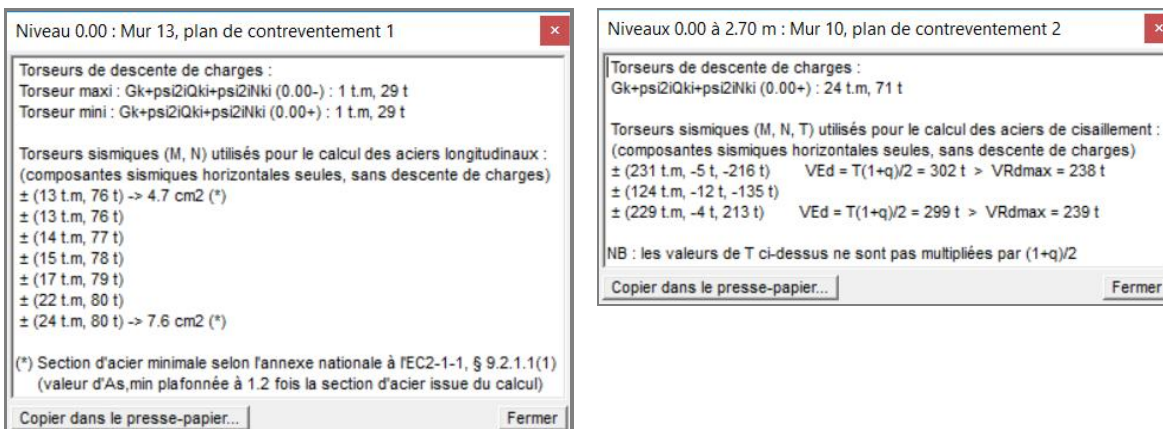 Niveau 0.00 : Mur 13, plan de contreventement 1
Torseurs de descente de charges :
Torseur maxi : Gk+psi2iQki+psi2iNki (0.00-) : 1 t.m, 29 t
Torseur mini : Gk+psi2iQki+psi2iNki (0.00+) : 1 t.m, 29 t
Torseurs sismiques (M, N) utilisés pour le calcul des aciers longitudinaux :
(composantes sismiques horizontales seules, sans descente de charges)
± (13 t.m, 76 t) -> 4.7 cm2 (*)
± (13 t.m, 76 t)
± (14 t.m, 77 t)
± (15 t.m, 78 t)
± (17 t.m, 79 t)
± (22 t.m, 80 t)
± (24 t.m, 80 t) -> 7.6 cm2 (*)
(*) Section d'acier minimale selon l'annexe nationale à l'EC2-1-1, § 9.2.1.1(1)
(valeur d'As,min plafonnée à 1.2 fois la section d'acier issue du calcul)
Copier dans le presse-papier... Fermer
Niveaux 0.00 à 2.70 m : Mur 10, plan de contreventement 2
Torseurs de descente de charges :
Gk+psi2iQki+psi2iNki (0.00+) : 24 t.m, 71 t
Torseurs sismiques (M, N, T) utilisés pour le calcul des aciers de cisaillement :
(composantes sismiques horizontales seules, sans descente de charges)
± (231 t.m, -5 t, -216 t) VEd = T(1+q)/2 = 302 t > VRdmax = 238 t
± (124 t.m, -12 t, -135 t)
± (229 t.m, -4 t, 213 t) VEd = T(1+q)/2 = 299 t > VRdmax = 239 t
NB : les valeurs de T ci-dessus ne sont pas multipliées par (1+q)/2
Copier dans le presse-papier... Fermer